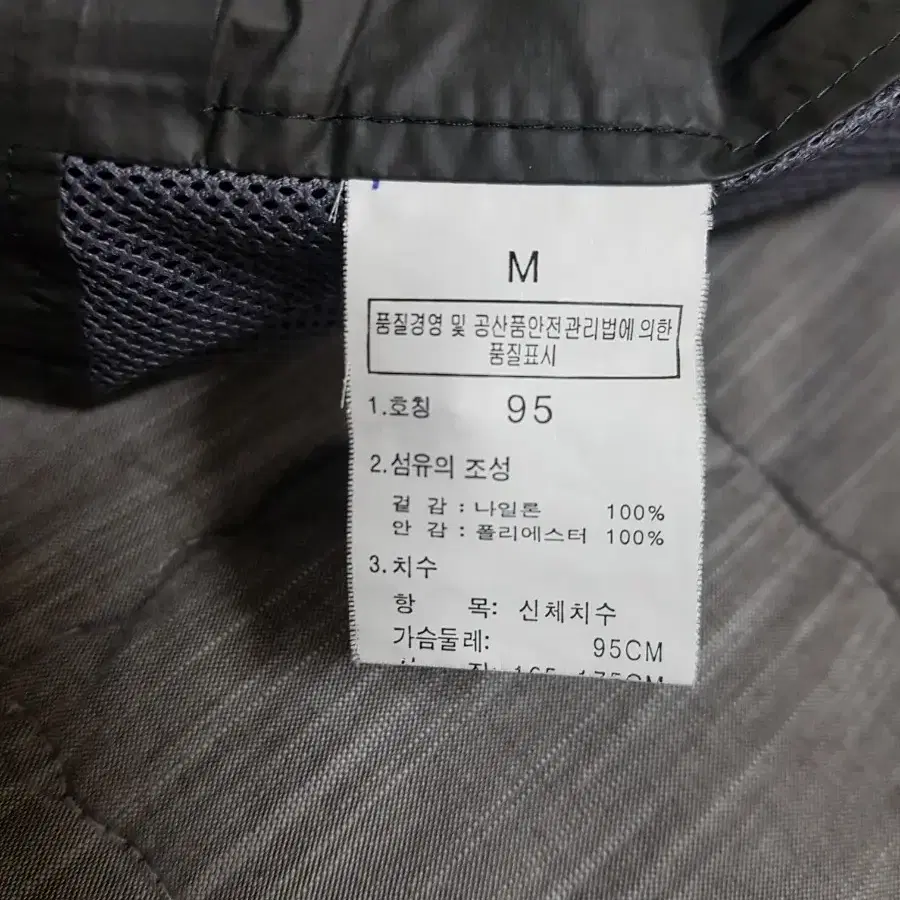 M
품질경영 및 공산품안전관리법에 의한
품질표시
1.호칭 95
2.섬유의 조성
겉 감 : 나일론 100%
안 감 : 폴리에스터 100%
3.치수
항 목: 신체치수
가슴둘레: 95CM